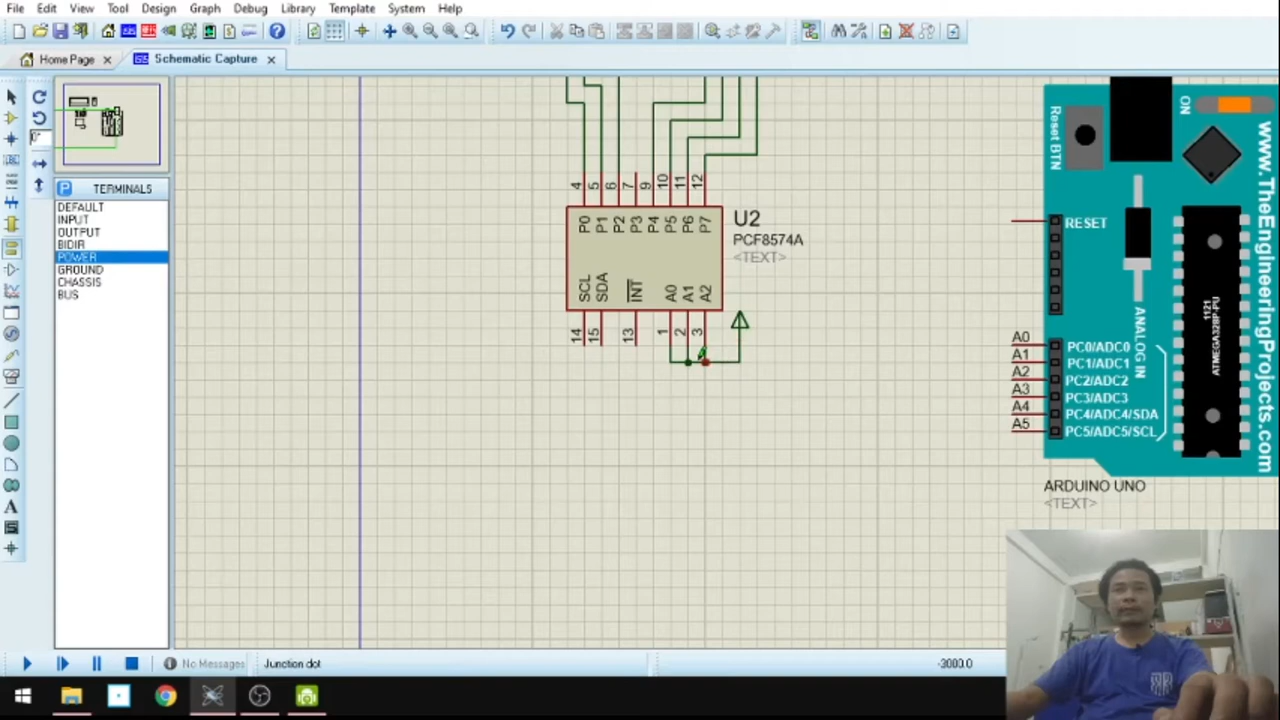 File Edit View Tool Design Graph Debug Library Template System Help
Home Page
Schematic Capture
P TERMINALS
DEFAULT
INPUT
OUTPUT
BIDIR
POWER
GROUND
CHASSIS
BUS
4 5 6 7 9 10 11 12
P0 P1 P2 P3 P4 P5 P6 P7
SCL SDA INT A0 A1 A2
14 15 13 1 2 3
U2
PCF8574A
<TEXT>
Reset BTN
ON
www.TheEngineeringProjects.com
RESET
ANALOG IN
1121
ATMEGA328P-PU
A0 PC0/ADC0
A1 PC1/ADC1
A2 PC2/ADC2
A3 PC3/ADC3
A4 PC4/ADC4/SDA
A5 PC5/ADC5/SCL
ARDUINO UNO
<TEXT>
No Messages
Junction dot
-3000.0